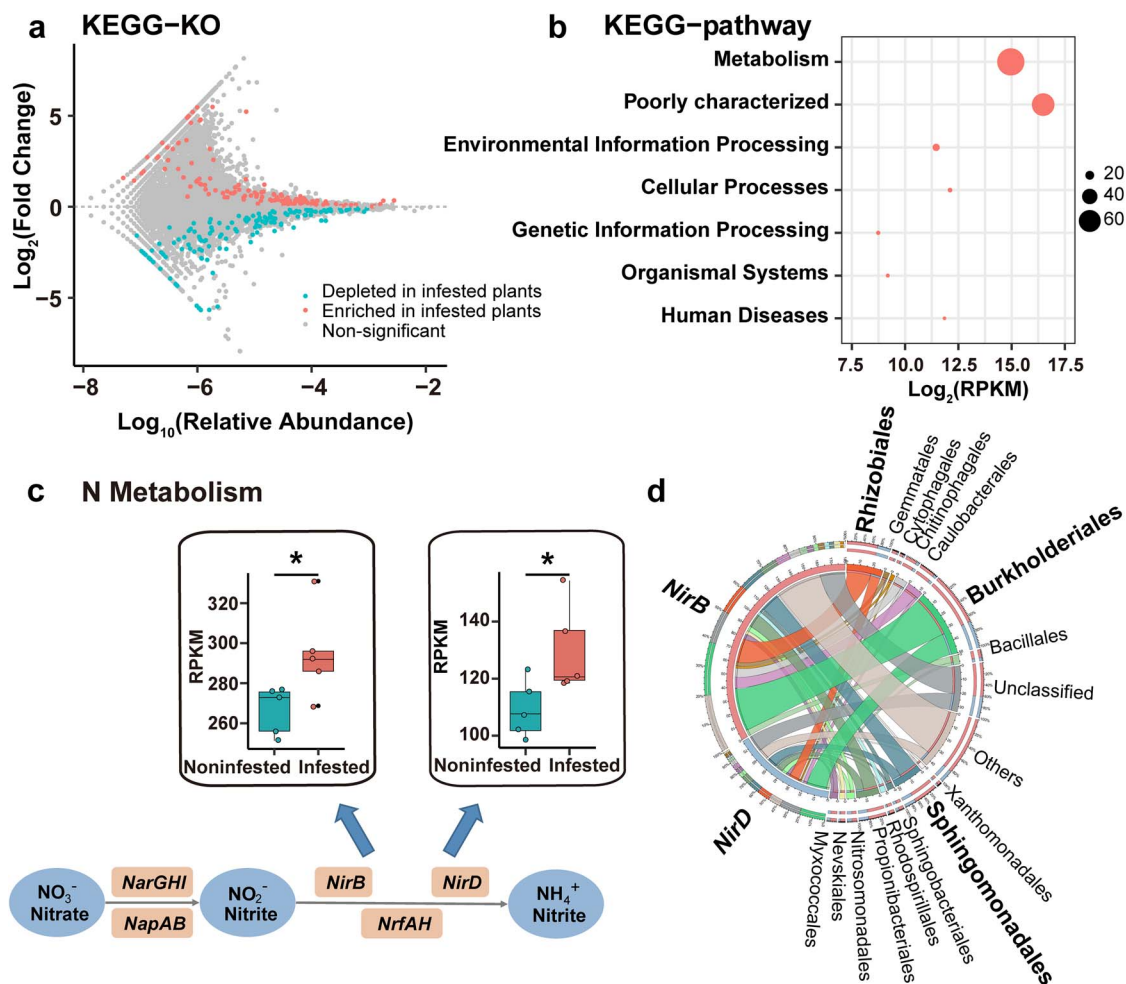 a KEGG−KO
Log2(Fold Change)
5
0
−5
Depleted in infested plants
Enriched in infested plants
Non−significant
−8 −6 −4 −2
Log10(Relative Abundance)
b KEGG−pathway
Metabolism
Poorly characterized
Environmental Information Processing
Cellular Processes
Genetic Information Processing
Organismal Systems
Human Diseases
20
40
60
7.5 10.0 12.5 15.0 17.5
Log2(RPKM)
c N Metabolism
*
RPKM
320
300
280
260
Noninfested Infested
*
RPKM
140
120
100
Noninfested Infested
NO3- Nitrate
NarGHI
NapAB
NO2- Nitrite
NirB
NirD
NrfAH
NH4+ Nitrite
d
Rhizobiales
Gemmatales
Cytophagales
Chitinophagales
Caulobacterales
Burkholderiales
Bacillales
Unclassified
Others
Xanthomonadales
Sphingomonadales
Sphingobacteriales
Rhodospirillales
Propionibacteriales
Nitrosomonadales
Nevskiales
Myxococcales
NirD
NirB